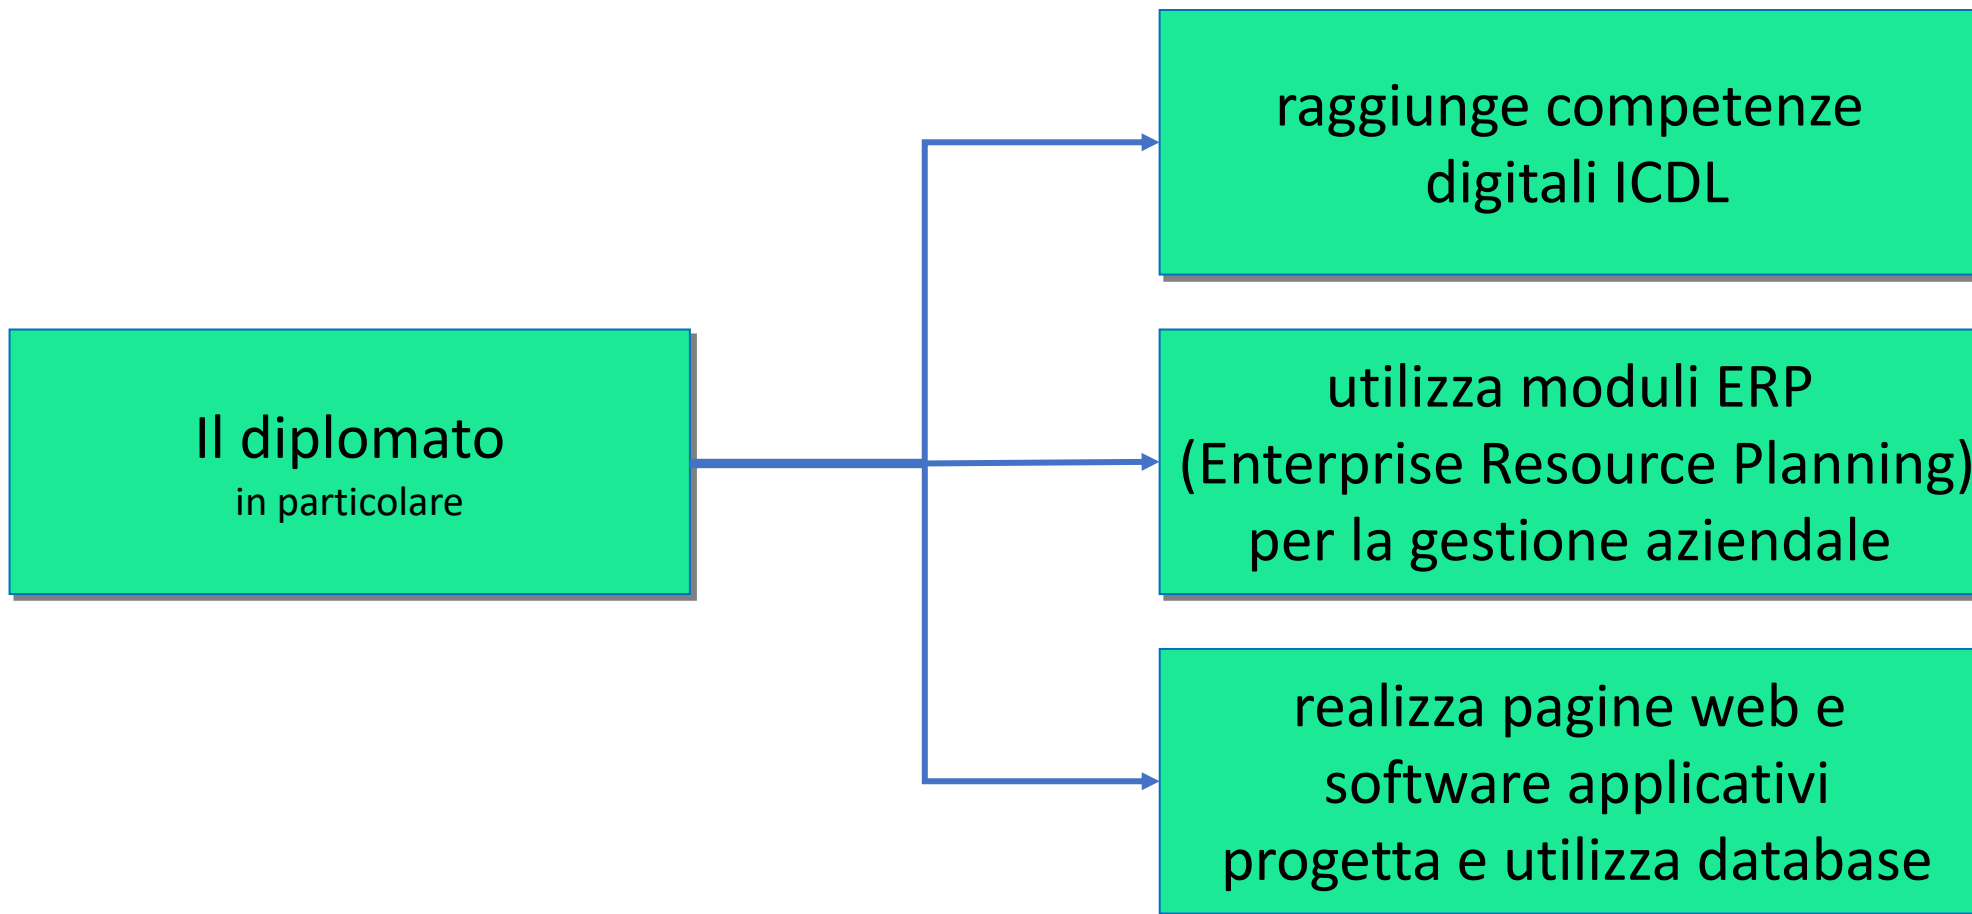 Il diplomato
in particolare
raggiunge competenze
digitali ICDL
utilizza moduli ERP
(Enterprise Resource Planning)
per la gestione aziendale
realizza pagine web e
software applicativi
progetta e utilizza database